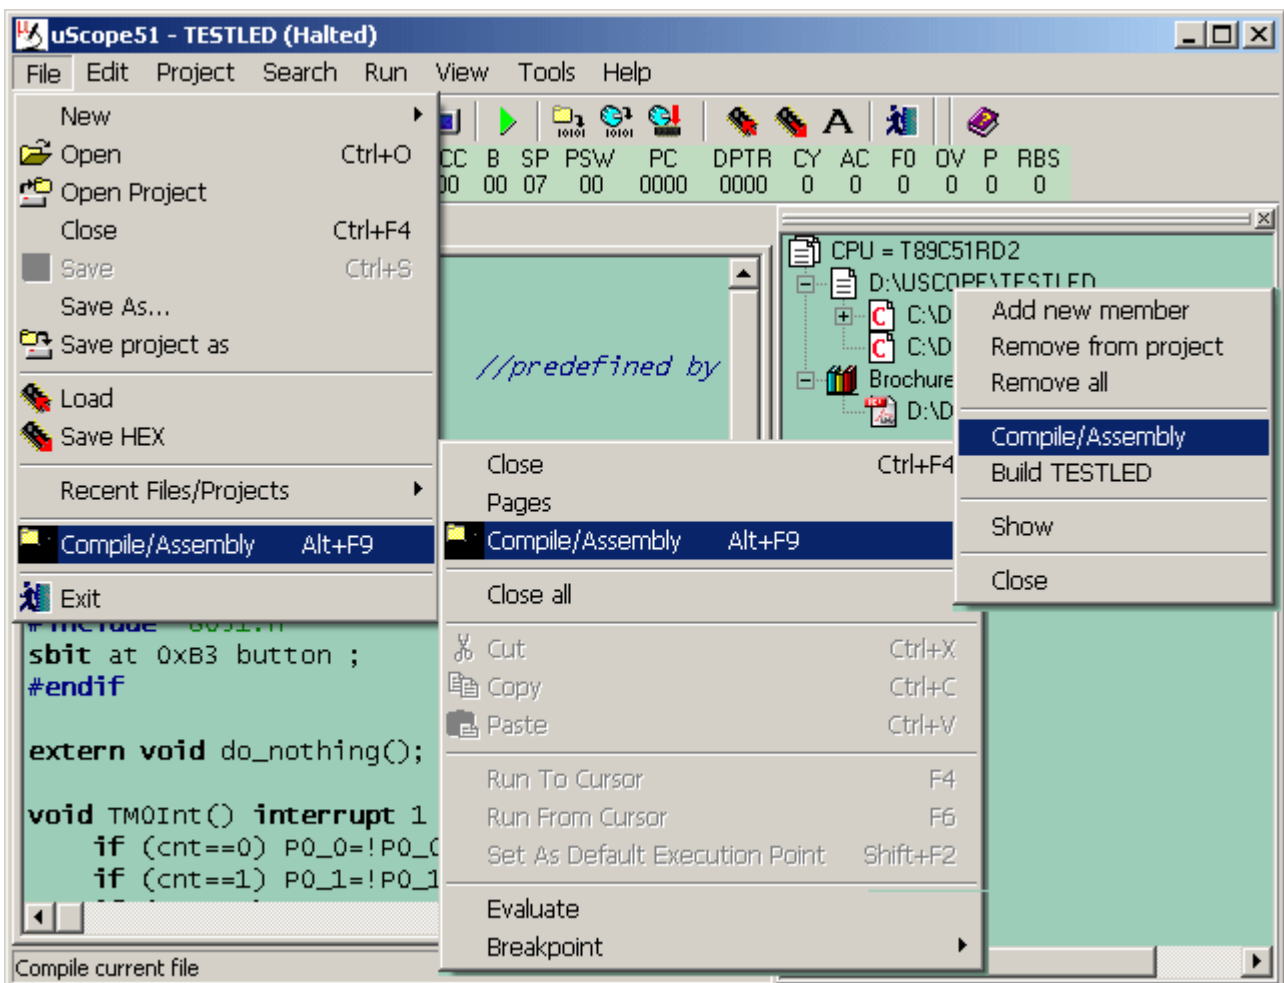 uScope51 - TESTLED (Halted)
File Edit Project Search Run View Tools Help
New
Open Ctrl+O
Open Project
Close Ctrl+F4
Save Ctrl+S
Save As...
Save project as
Load
Save HEX
Recent Files/Projects
Compile/Assembly Alt+F9
Exit
CC B SP PSW PC DPTR CY AC F0 OV P RBS
00 00 07 00 0000 0000 0 0 0 0 0 0
//predefined by
CPU = T89C51RD2
D:\USCOPE\TESTLED
C:\D
C:\D
Brochure
D:\D
Add new member
Remove from project
Remove all
Compile/Assembly
Build TESTLED
Show
Close
Close Ctrl+F4
Pages
Compile/Assembly Alt+F9
Close all
Cut Ctrl+X
Copy Ctrl+C
Paste Ctrl+V
Run To Cursor F4
Run From Cursor F6
Set As Default Execution Point Shift+F2
Evaluate
Breakpoint
#include "8051.h"
sbit at 0xB3 button ;
#endif
extern void do_nothing();
void TM0Int() interrupt 1
if (cnt==0) P0_0=!P0_0
if (cnt==1) P0_1=!P0_1
Compile current file